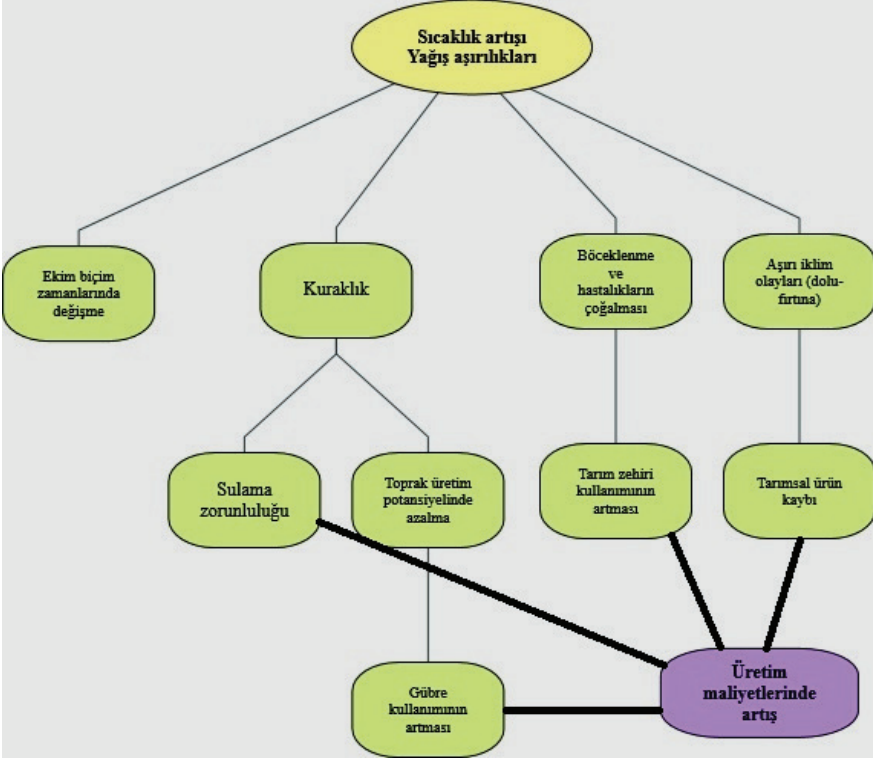 Sıcaklık artışı
Yağış aşırılıkları
Ekim biçim
zamanlarında
değişme
Kuraklık
Böceklenme
ve
hastalıkların
çoğalması
Aşırı iklim
olayları (dolu-
fırtına)
Sulama
zorunluluğu
Toprak üretim
potansiyelinde
azalma
Tarım zehiri
kullanımının
artması
Tarımsal ürün
kaybı
Gübre
kullanımının
artması
Üretim
maliyetlerinde
artış